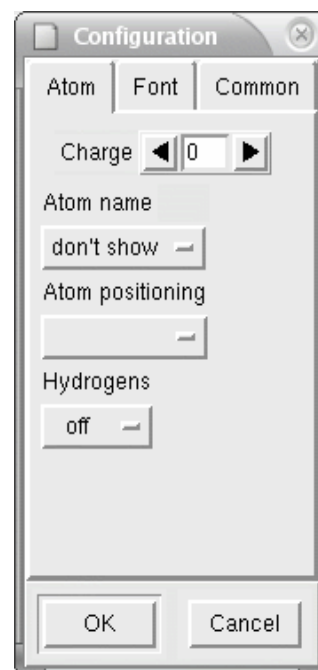 Configuration
Atom Font Common
Charge 0
Atom name
don't show
Atom positioning
Hydrogens
off
OK Cancel